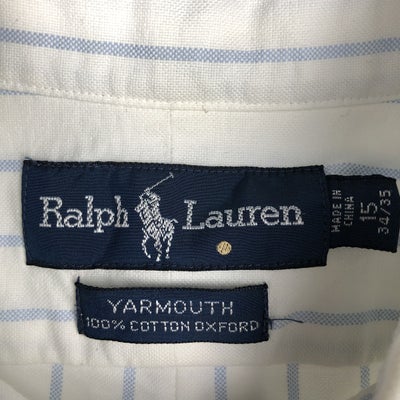 Ralph Lauren
MADE IN
CHINA
15
34/35
YARMOUTH
100% COTTON OXFORD